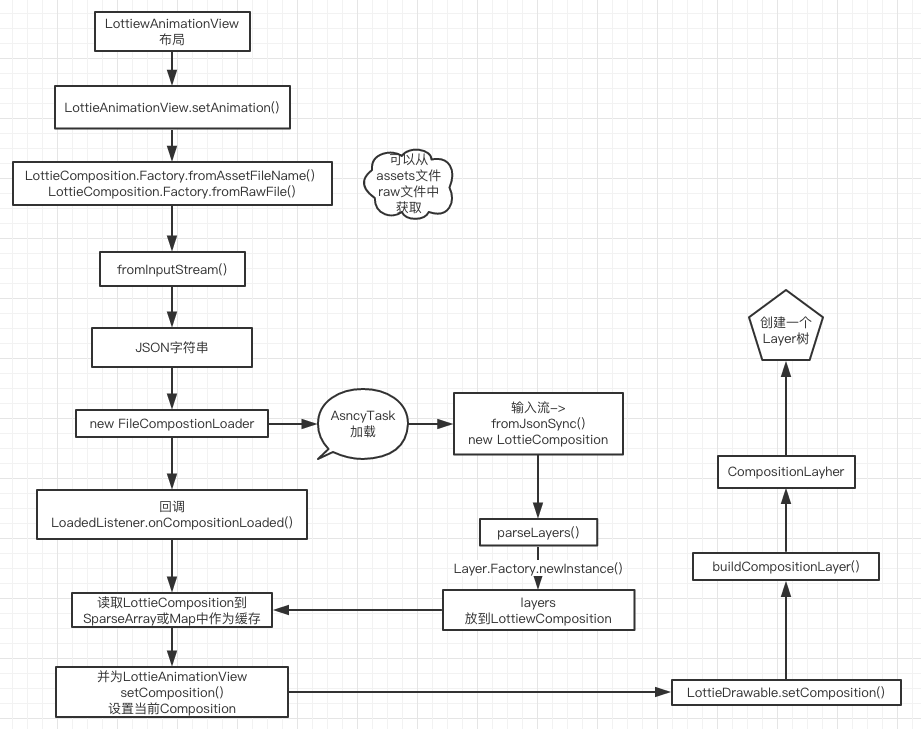 LottiewAnimationView
布局
LottieAnimationView.setAnimation()
LottieComposition.Factory.fromAssetFileName()
LottieComposition.Factory.fromRawFile()
可以从
assets文件
raw文件中
获取
fromInputStream()
JSON字符串
new FileCompostionLoader
AsncyTask
加载
输入流->
fromJsonSync()
new LottieComposition
回调
LoadedListener.onCompositionLoaded()
parseLayers()
Layer.Factory.newInstance()
layers
放到LottiewComposition
读取LottieComposition到
SparseArray或Map中作为缓存
并为LottieAnimationView
setComposition()
设置当前Composition
LottieDrawable.setComposition()
buildCompositionLayer()
CompositionLayher
创建一个
Layer树